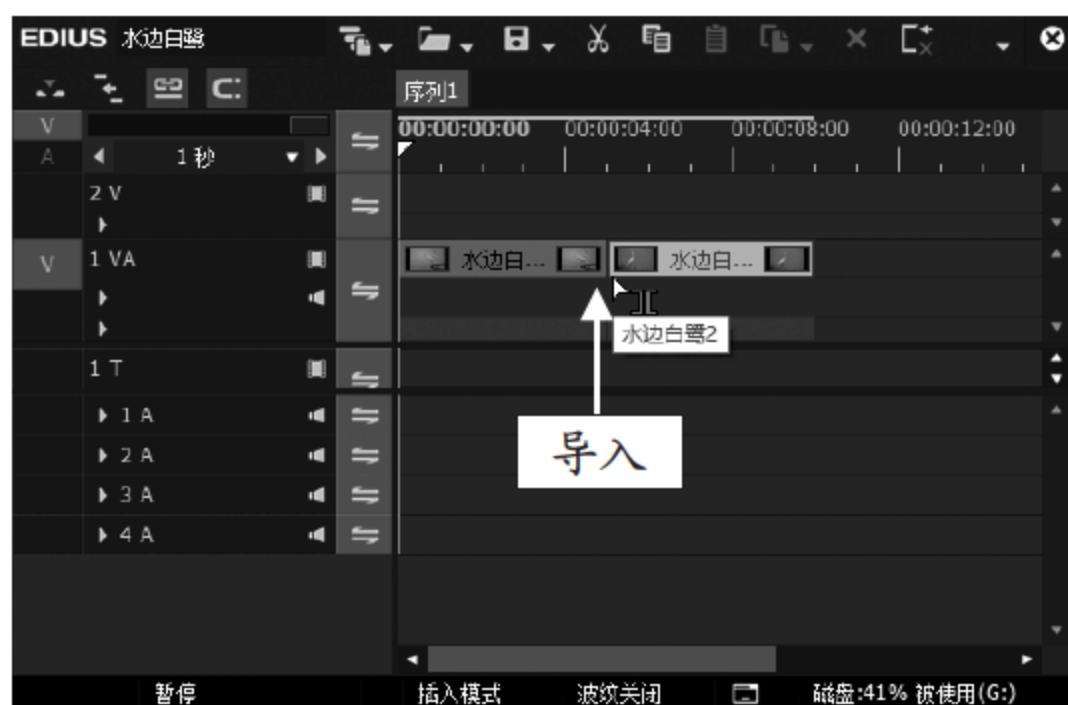 EDIUS 水边白鹭
序列1
V
A
1秒
00:00:00:00 00:00:04:00 00:00:08:00 00:00:12:00
2 V
V
1 VA
水边白... 水边白...
水边白鹭2
1 T
导入
1 A
2 A
3 A
4 A
暂停 插入模式 波纹关闭 磁盘:41% 被使用(G:)